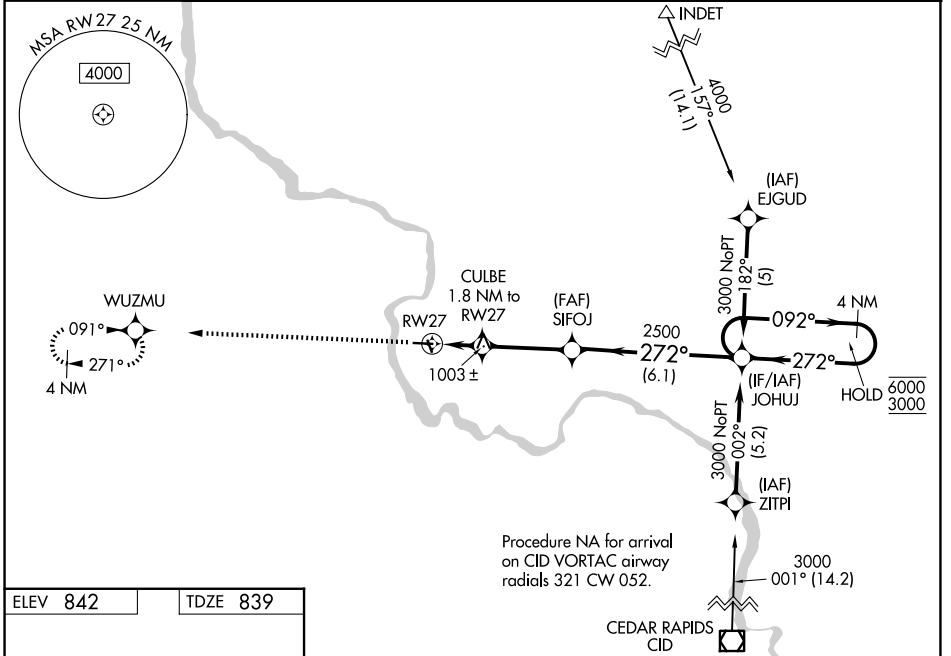 MSA RW27 25 NM
4000
INDET
4000
157°
(14.1)
(IAF)
EJGUD
3000 NoPT
182°
(5)
4 NM
092°
272°
HOLD
6000
3000
(IF/IAF)
JOHUJ
2500
272°
(6.1)
(FAF)
SIFOJ
CULBE
1.8 NM to
RW27
1003 ±
RW27
WUZMU
091°
271°
4 NM
3000 NoPT
002°
(5.2)
(IAF)
ZITPI
Procedure NA for arrival
on CID VORTAC airway
radials 321 CW 052.
3000
001° (14.2)
CEDAR RAPIDS
CID
ELEV 842
TDZE 839